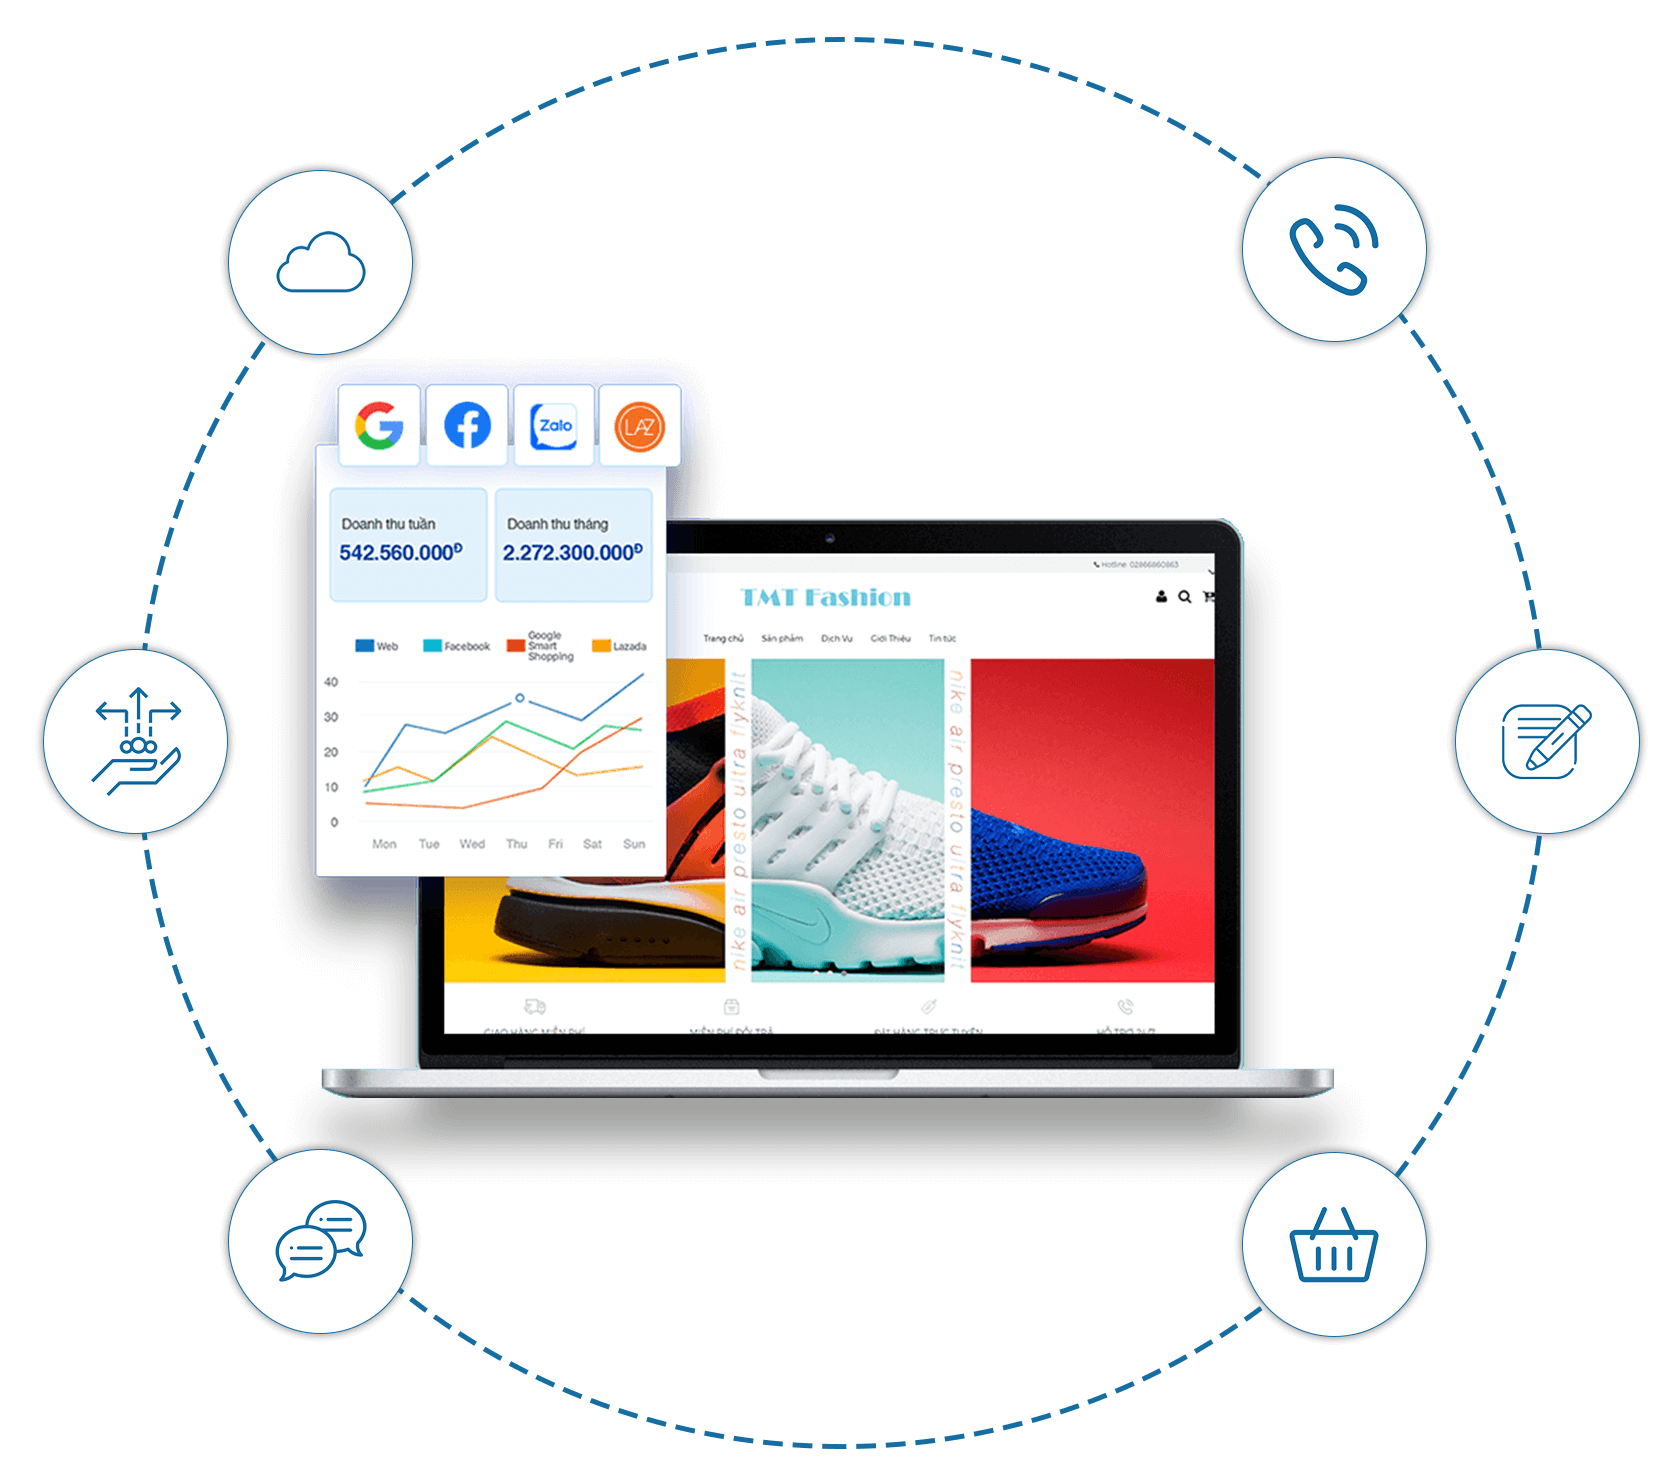 Zalo
LAZ
Doanh thu tuần
542.560.000Đ
Doanh thu tháng
2.272.300.000Đ
Web
Facebook
Google
Smart
Shopping
Lazada
40
30
20
10
0
Mon Tue Wed Thu Fri Sat Sun
Hotline: 02866860863
TMT Fashion
Trang chủ Sản phẩm Dịch Vụ Giới Thiệu Tin tức
nike air presto ultra flyknit
nike air presto ultra flyknit
GIAO HÀNG MIỄN PHÍ
MIỄN PHÍ ĐỔI TRẢ
ĐẶT HÀNG TRỰC TUYẾN
HỖ TRỢ 24/7